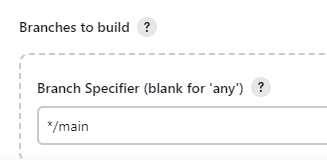 Branches to build ?
Branch Specifier (blank for 'any') ?
*/main